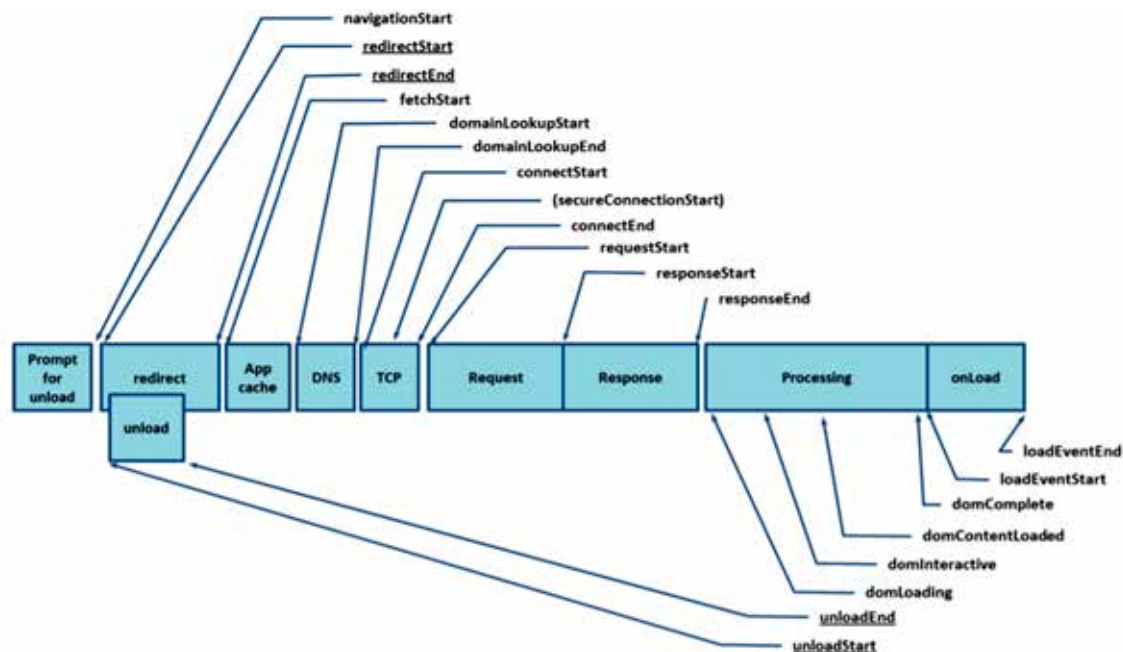 navigationStart
redirectStart
redirectEnd
fetchStart
domainLookupStart
domainLookupEnd
connectStart
(secureConnectionStart)
connectEnd
requestStart
responseStart
responseEnd
Prompt
for
unload
redirect
unload
App
cache
DNS
TCP
Request
Response
Processing
onLoad
loadEventEnd
loadEventStart
domComplete
domContentLoaded
domInteractive
domLoading
unloadEnd
unloadStart